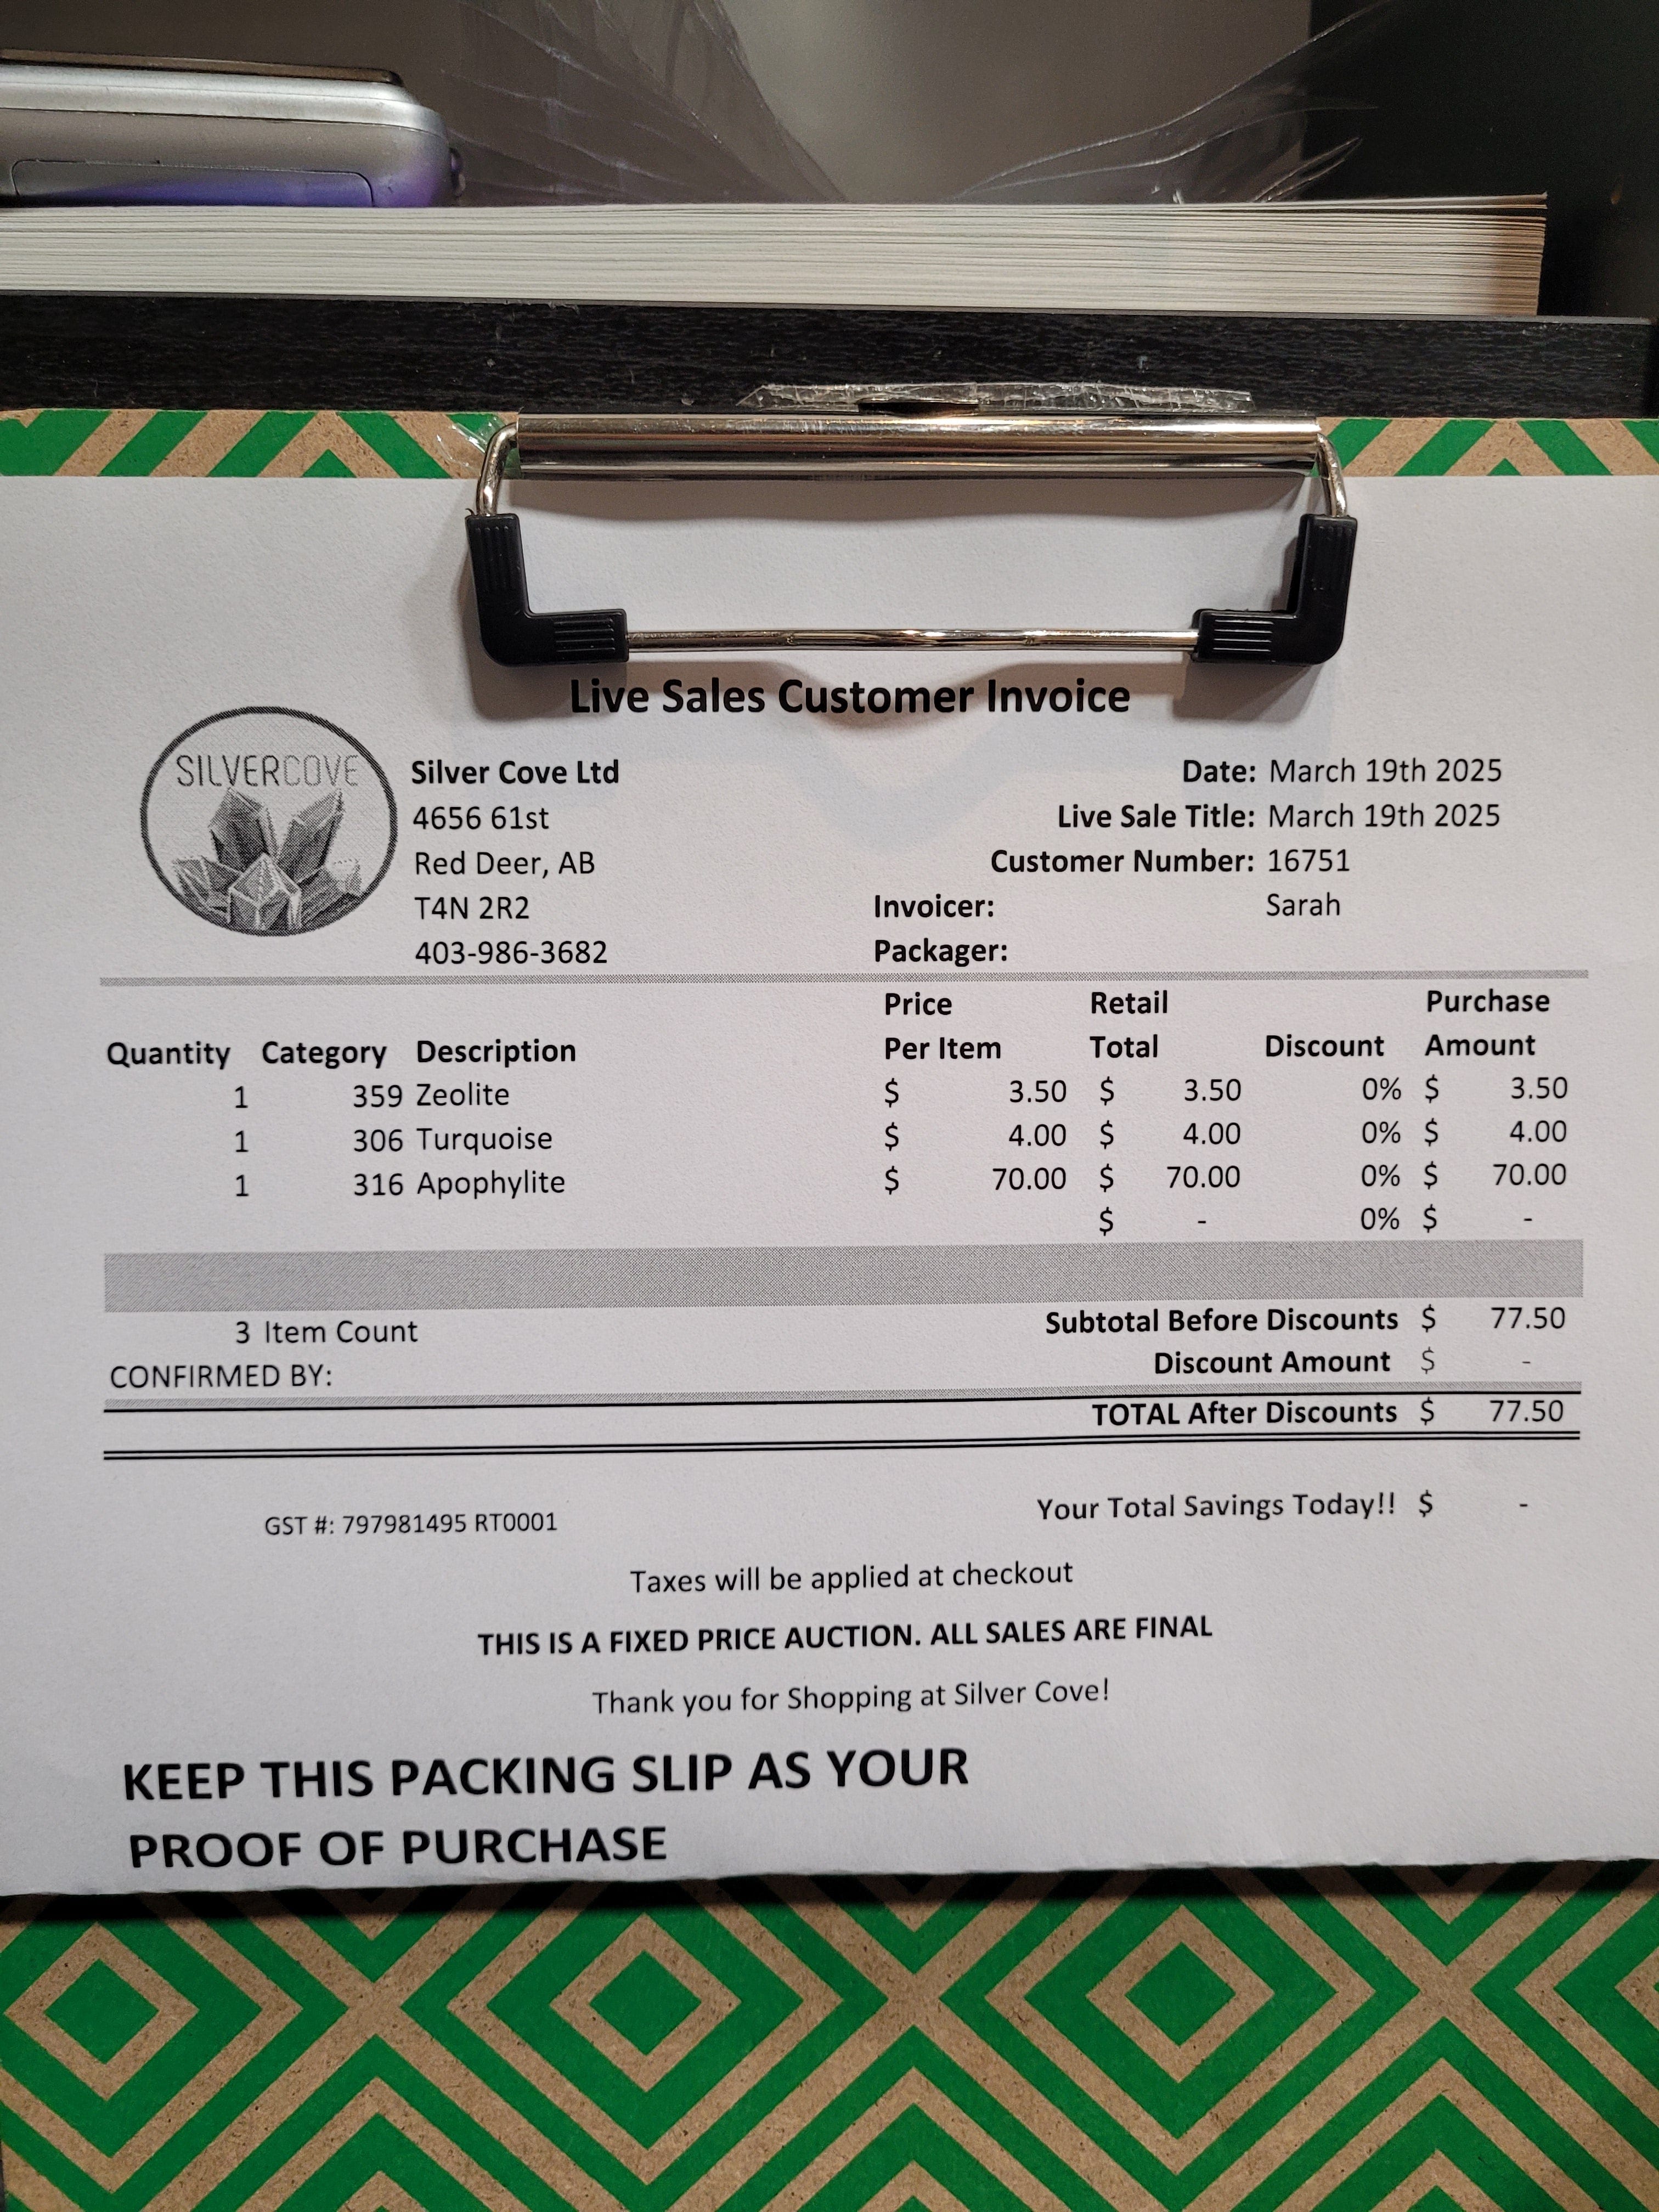 Live Sales Customer Invoice
SILVERCOVE
Silver Cove Ltd
4656 61st
Red Deer, AB
T4N 2R2
403-986-3682
Date: March 19th 2025
Live Sale Title: March 19th 2025
Customer Number: 16751
Invoicer: Sarah
Packager:
Quantity Category Description Price Per Item Retail Total Discount Purchase Amount
1 359 Zeolite $ 3.50 $ 3.50 0% $ 3.50
1 306 Turquoise $ 4.00 $ 4.00 0% $ 4.00
1 316 Apophylite $ 70.00 $ 70.00 0% $ 70.00
$ - 0% $ -
3 Item Count Subtotal Before Discounts $ 77.50
CONFIRMED BY: Discount Amount $ -
TOTAL After Discounts $ 77.50
GST #: 797981495 RT0001 Your Total Savings Today!! $ -
Taxes will be applied at checkout
THIS IS A FIXED PRICE AUCTION. ALL SALES ARE FINAL
Thank you for Shopping at Silver Cove!
KEEP THIS PACKING SLIP AS YOUR
PROOF OF PURCHASE